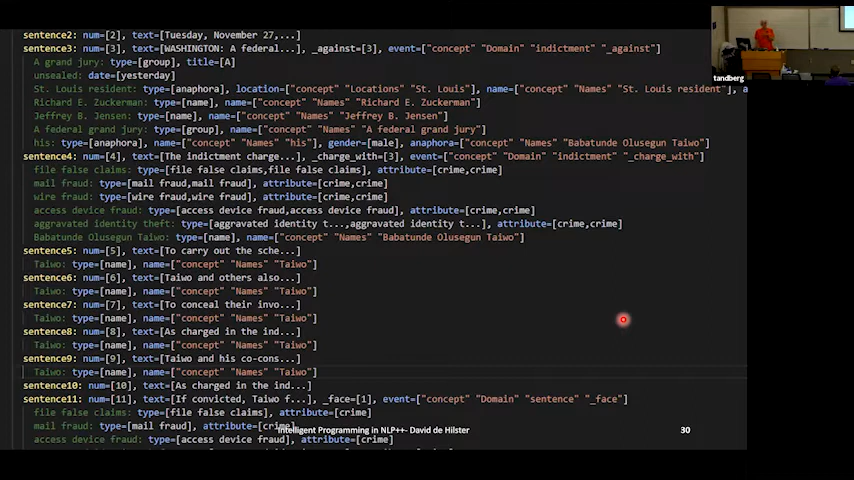 sentence2: num=[2], text=[Tuesday, November 27,...]
sentence3: num=[3], text=[WASHINGTON: A federal...], _against=[3], event=["concept" "Domain" "indictment" "_against]
A grand jury: type=[group], title=[A]
unsealed: date=[yesterday]
St. Louis resident: type=[anaphora], location=["concept" "Locations" "St. Louis"], name=["concept" "Names" "St. Louis resident"], a
Richard E. Zuckerman: type=[name], name=["concept" "Names" "Richard E. Zuckerman"]
Jeffrey B. Jensen: type=[name], name=["concept" "Names" "Jeffrey B. Jensen"]
A federal grand jury: type=[group], name=["concept" "Names" "A federal grand jury"]
his: type=[anaphora], name=["concept" "Names" "his"], gender=[male], anaphora=["concept" "Names" "Babatunde Olusegun Taiwo"]
sentence4: num=[4], text=[The indictment charge...], _charge_with=[3], event=["concept" "Domain" "indictment" "_charge_with]
file false claims: type=[file false claims,file false claims], attribute=[crime,crime]
mail fraud: type=[mail fraud,mail fraud], attribute=[crime,crime]
wire fraud: type=[wire fraud,wire fraud], attribute=[crime,crime]
access device fraud: type=[access device fraud,access device fraud], attribute=[crime,crime]
aggravated identity theft: type=[aggravated identity t...,aggravated identity t...], attribute=[crime,crime]
Babatunde Olusegun Taiwo: type=[name], name=["concept" "Names" "Babatunde Olusegun Taiwo"]
sentence5: num=[5], text=[To carry out the sche...]
Taiwo: type=[name], name=["concept" "Names" "Taiwo"]
sentence6: num=[6], text=[Taiwo and others also...]
Taiwo: type=[name], name=["concept" "Names" "Taiwo"]
sentence7: num=[7], text=[To conceal their invo...]
Taiwo: type=[name], name=["concept" "Names" "Taiwo"]
sentence8: num=[8], text=[As charged in the ind...]
Taiwo: type=[name], name=["concept" "Names" "Taiwo"]
sentence9: num=[9], text=[Taiwo and his co-cons...]
Taiwo: type=[name], name=["concept" "Names" "Taiwo"]
sentence10: num=[10], text=[As charged in the ind...]
sentence11: num=[11], text=[If convicted, Taiwo f...], _face=[1], event=["concept" "Domain" "sentence" "_face]
file false claims: type=[file false claims], attribute=[crime]
mail fraud: type=[mail fraud], attribute=[crime]
Intelligent Programming in NLP++- David de Hilster
30
access device fraud: type=[access device fraud], attribute=[crime]
tandberg